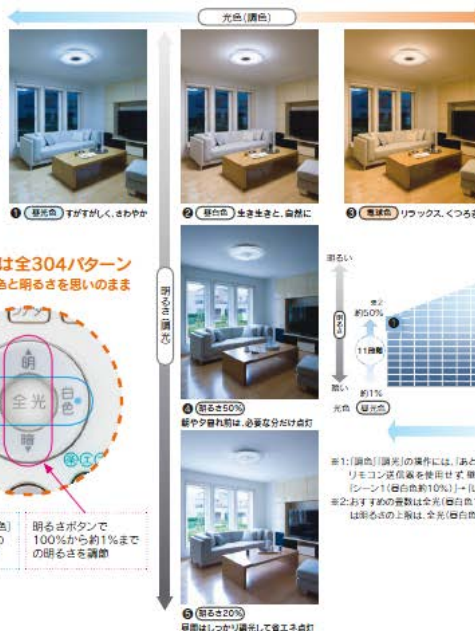 光色(調色)
❶ 昼光色 すがすがしく、さわやか
❷ 昼白色 生き生きと、自然に
❸ 電球色 リラックス、くつろ
は全304パターン
色と明るさを思いのまま
明
白色
全光
暗
色]
の
明るさボタンで
100%から約1%まで
の明るさを調節
明るさ(調光)
❹ 明るさ50%
朝や夕暮れ前は、必要な分だけ点灯
❺ 明るさ20%
昼間はしっかり調光して省エネ点灯
明るい
※2
約50%
❶
明るさ
11段階
暗い
約1%
光色 昼光色
※1:「調色」「調光」の操作には、「あと
リモコン送信器を使用せず、壁
「シーン1(昼白色約10%)」→「
※2:おすすめの畳数は全光(昼白色
は明るさの上限は、全光(昼白色